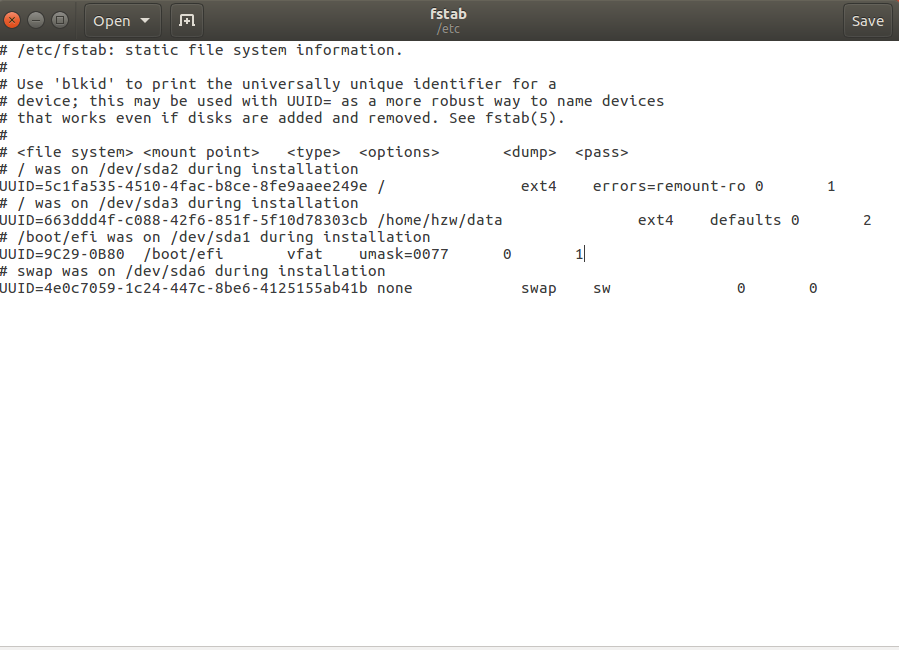 Open
fstab
/etc
Save
# /etc/fstab: static file system information.
#
# Use 'blkid' to print the universally unique identifier for a
# device; this may be used with UUID= as a more robust way to name devices
# that works even if disks are added and removed. See fstab(5).
#
# <file system> <mount point>   <type>  <options>       <dump>  <pass>
# / was on /dev/sda2 during installation
UUID=5c1fa535-4510-4fac-b8ce-8fe9aaee249e /               ext4    errors=remount-ro 0       1
# / was on /dev/sda3 during installation
UUID=663ddd4f-c088-42f6-851f-5f10d78303cb /home/hzw/data               ext4    defaults 0       2
# /boot/efi was on /dev/sda1 during installation
UUID=9C29-0B80  /boot/efi       vfat    umask=0077      0       1
# swap was on /dev/sda6 during installation
UUID=4e0c7059-1c24-447c-8be6-4125155ab41b none            swap    sw              0       0